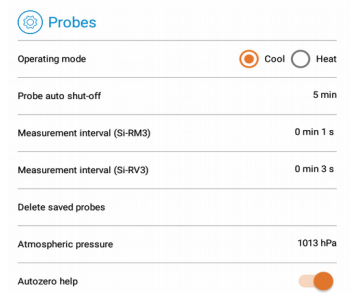 Probes
Operating mode Cool Heat
Probe auto shut-off 5 min
Measurement interval (Si-RM3) 0 min 1 s
Measurement interval (Si-RV3) 0 min 3 s
Delete saved probes
Atmospheric pressure 1013 hPa
Autozero help